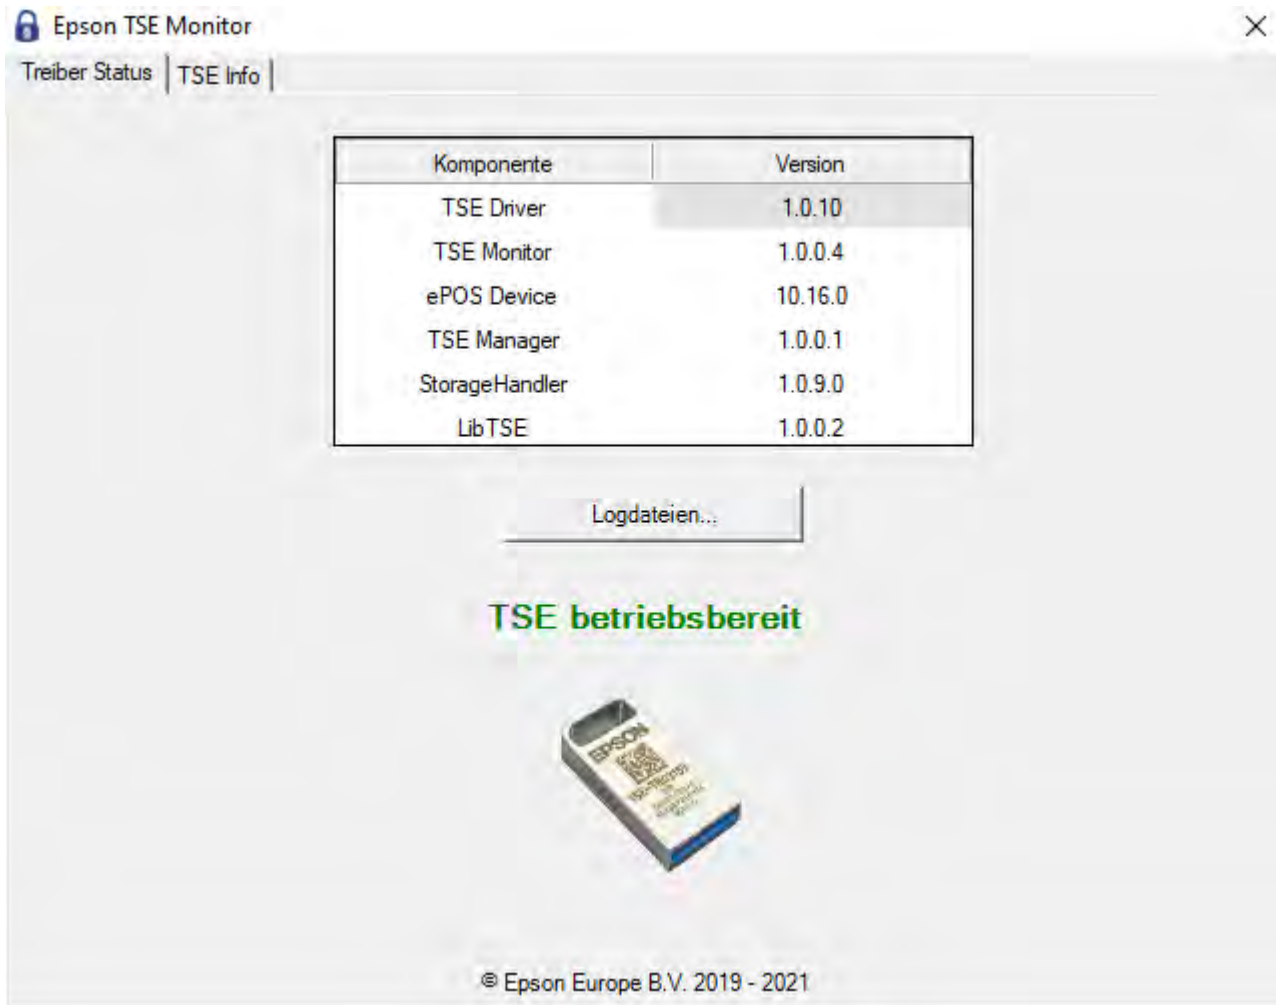 Epson TSE Monitor
Treiber Status TSE Info
Komponente Version
TSE Driver 1.0.10
TSE Monitor 1.0.0.4
ePOS Device 10.16.0
TSE Manager 1.0.0.1
StorageHandler 1.0.9.0
LibTSE 1.0.0.2
Logdateien...
TSE betriebsbereit
EPSON
© Epson Europe B.V. 2019 - 2021